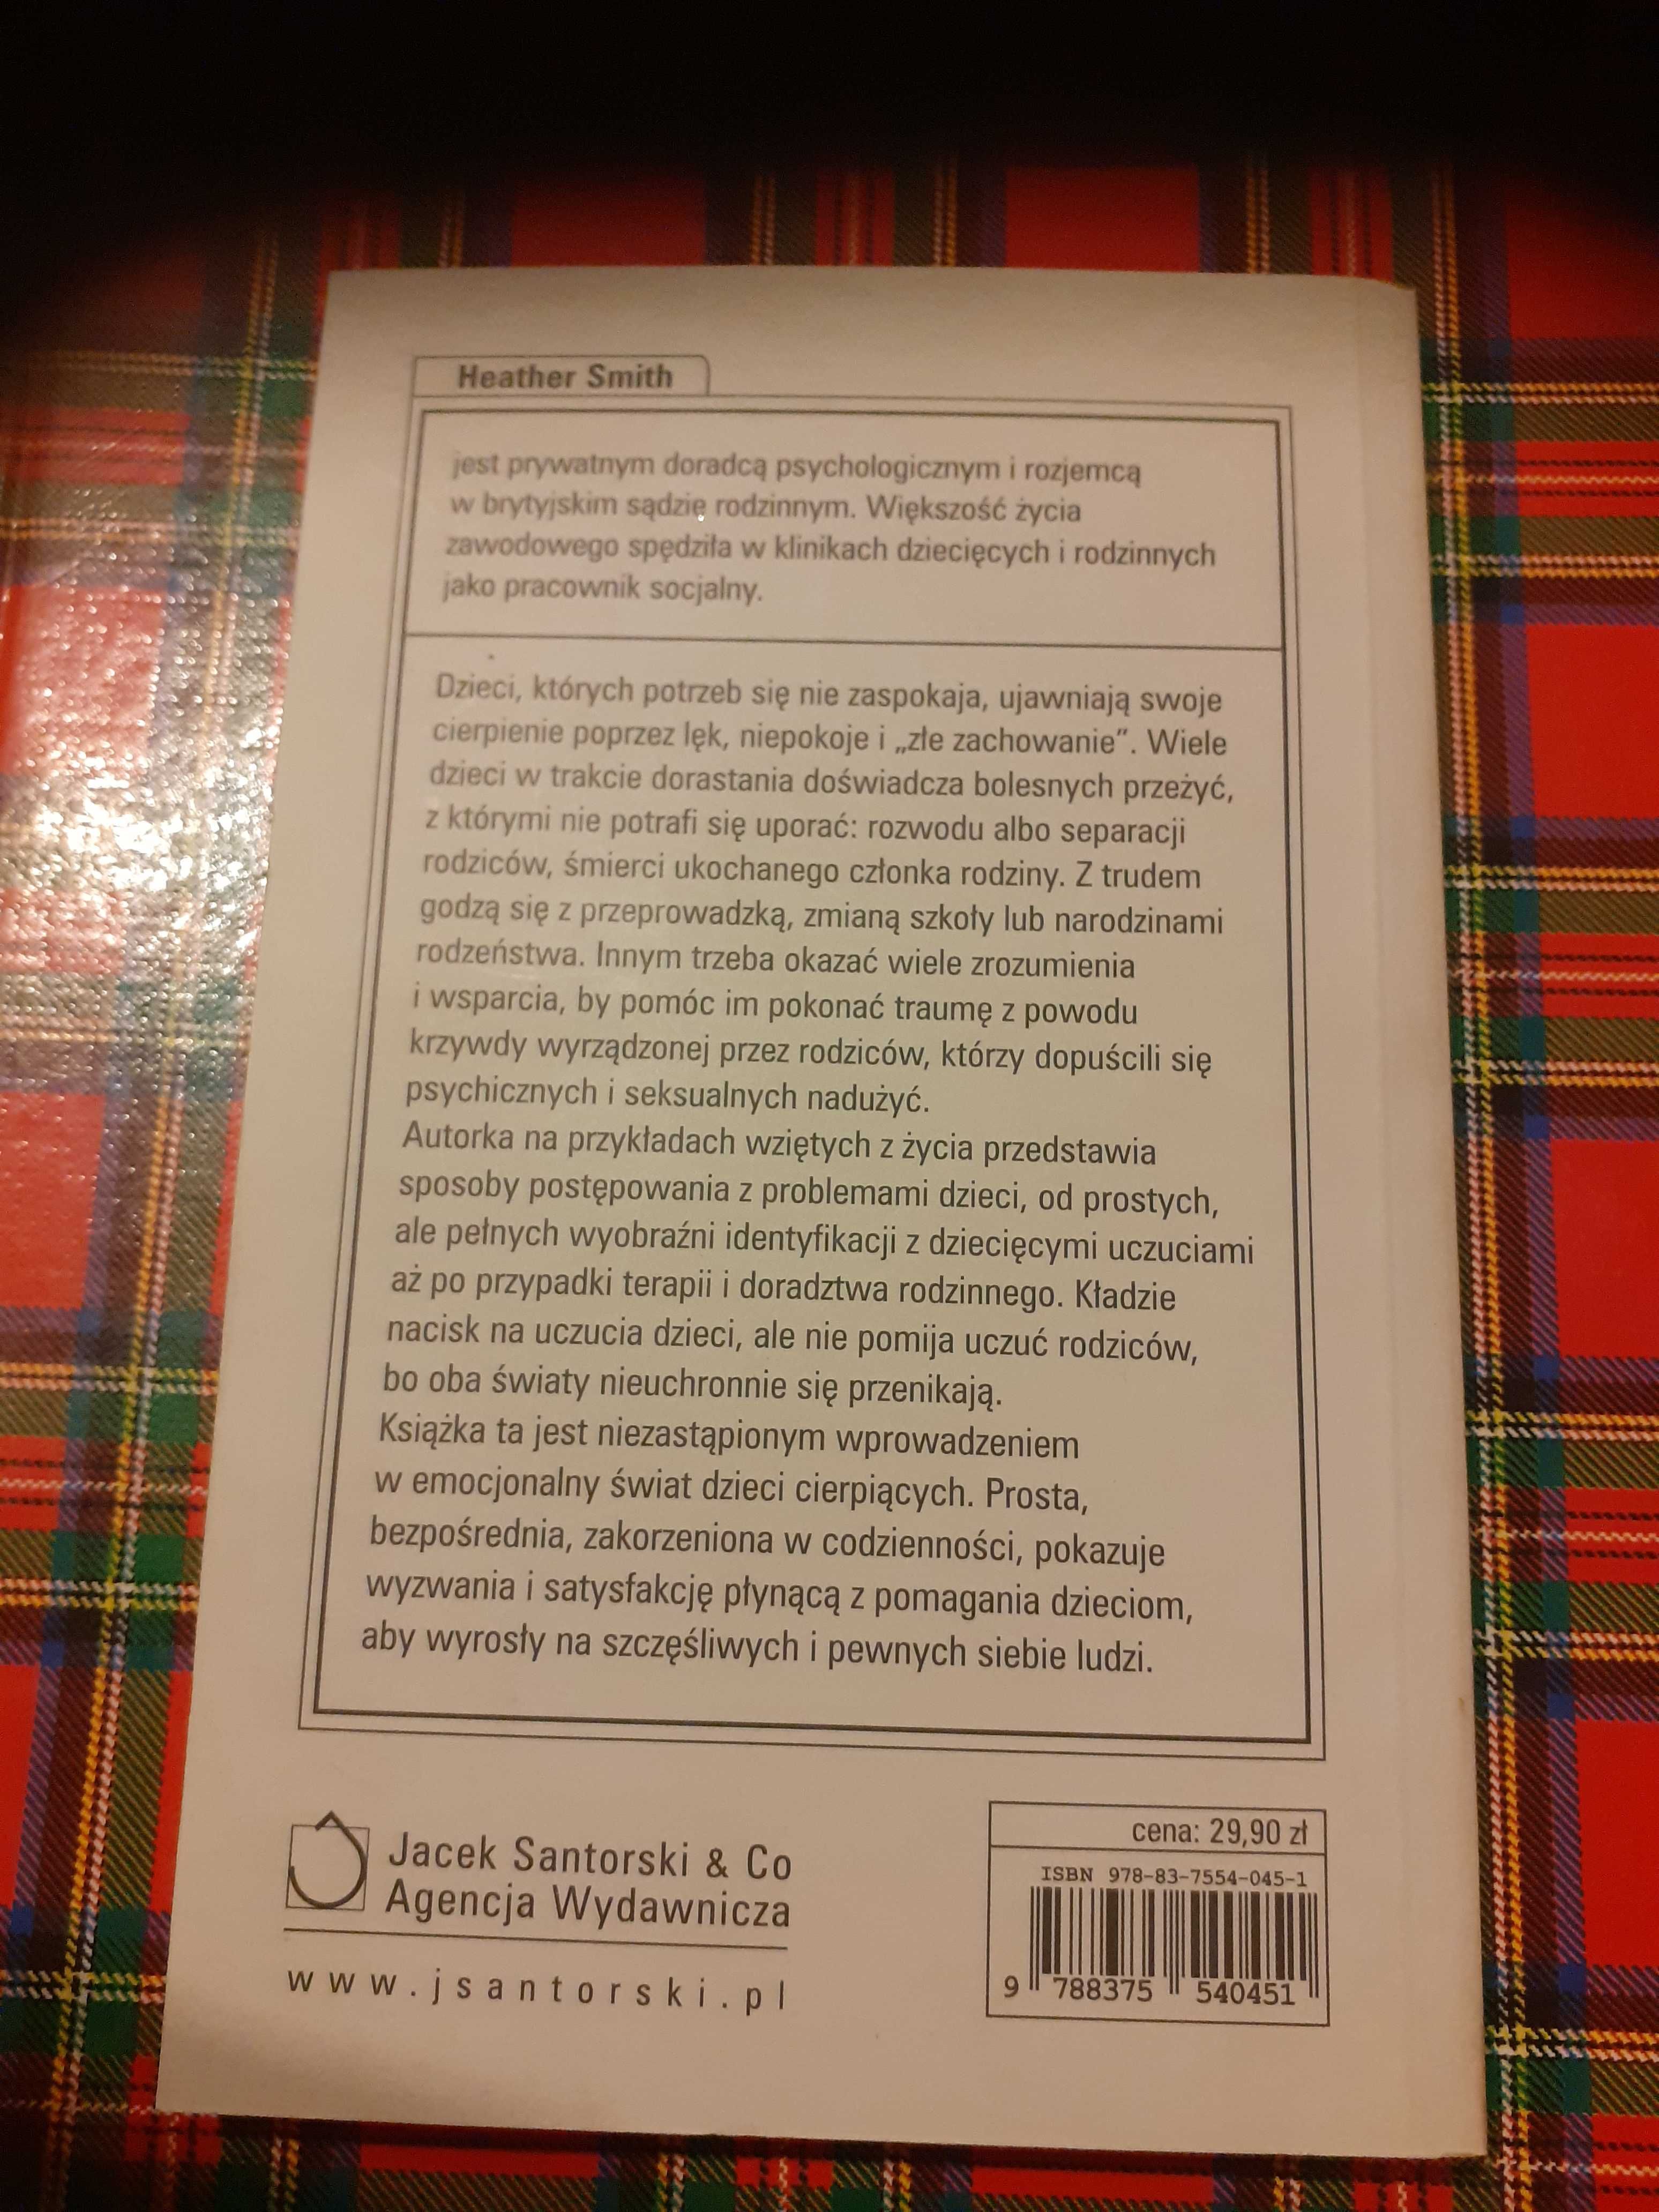 Heather Smith
jest prywatnym doradcą psychologicznym i rozjemcą
w brytyjskim sądzie rodzinnym. Większość życia
zawodowego spędziła w klinikach dziecięcych i rodzinnych
jako pracownik socjalny.
Dzieci, których potrzeb się nie zaspokaja, ujawniają swoje
cierpienie poprzez lęk, niepokoje i „złe zachowanie”. Wiele
dzieci w trakcie dorastania doświadcza bolesnych przeżyć,
z którymi nie potrafi się uporać: rozwodu albo separacji
rodziców, śmierci ukochanego członka rodziny. Z trudem
godzą się z przeprowadzką, zmianą szkoły lub narodzinami
rodzeństwa. Innym trzeba okazać wiele zrozumienia
i wsparcia, by pomóc im pokonać traumę z powodu
krzywdy wyrządzonej przez rodziców, którzy dopuścili się
psychicznych i seksualnych nadużyć.
Autorka na przykładach wziętych z życia przedstawia
sposoby postępowania z problemami dzieci, od prostych,
ale pełnych wyobraźni identyfikacji z dziecięcymi uczuciami
aż po przypadki terapii i doradztwa rodzinnego. Kładzie
nacisk na uczucia dzieci, ale nie pomija uczuć rodziców,
bo oba światy nieuchronnie się przenikają.
Książka ta jest niezastąpionym wprowadzeniem
w emocjonalny świat dzieci cierpiących. Prosta,
bezpośrednia, zakorzeniona w codzienności, pokazuje
wyzwania i satysfakcję płynącą z pomagania dzieciom,
aby wyrosły na szczęśliwych i pewnych siebie ludzi.
Jacek Santorski & Co
Agencja Wydawnicza
www.jsantorski.pl
cena: 29,90 zł
ISBN 978-83-7554-045-1
9 788375 540451